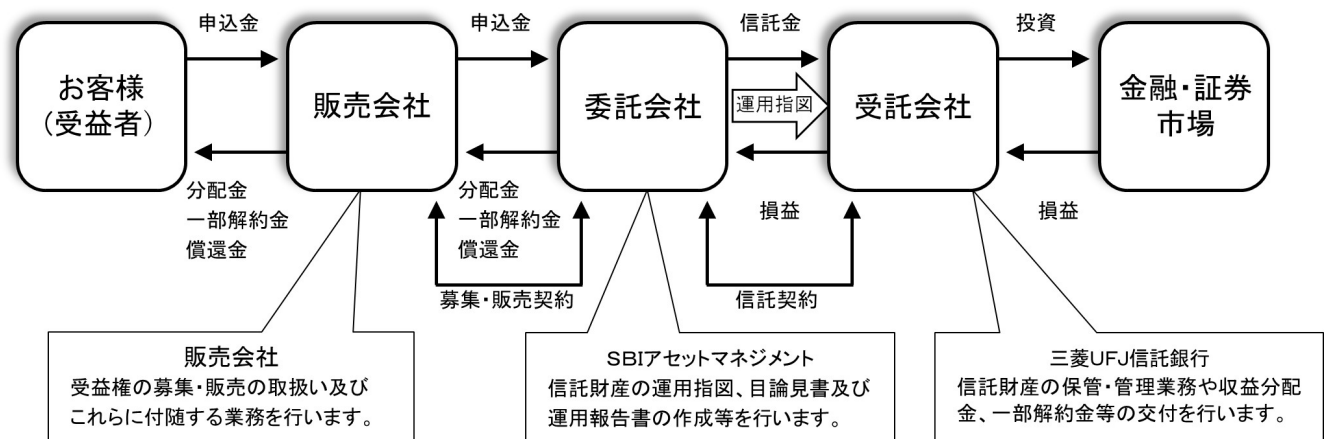 申込金
申込金
信託金
投資
お客様
(受益者)
販売会社
委託会社
運用指図
受託会社
金融・証券
市場
分配金
一部解約金
償還金
分配金
一部解約金
償還金
損益
損益
募集・販売契約
信託契約
販売会社
受益権の募集・販売の取扱い及び
これらに付随する業務を行います。
SBIアセットマネジメント
信託財産の運用指図、目論見書及び
運用報告書の作成等を行います。
三菱UFJ信託銀行
信託財産の保管・管理業務や収益分配
金、一部解約金等の交付を行います。